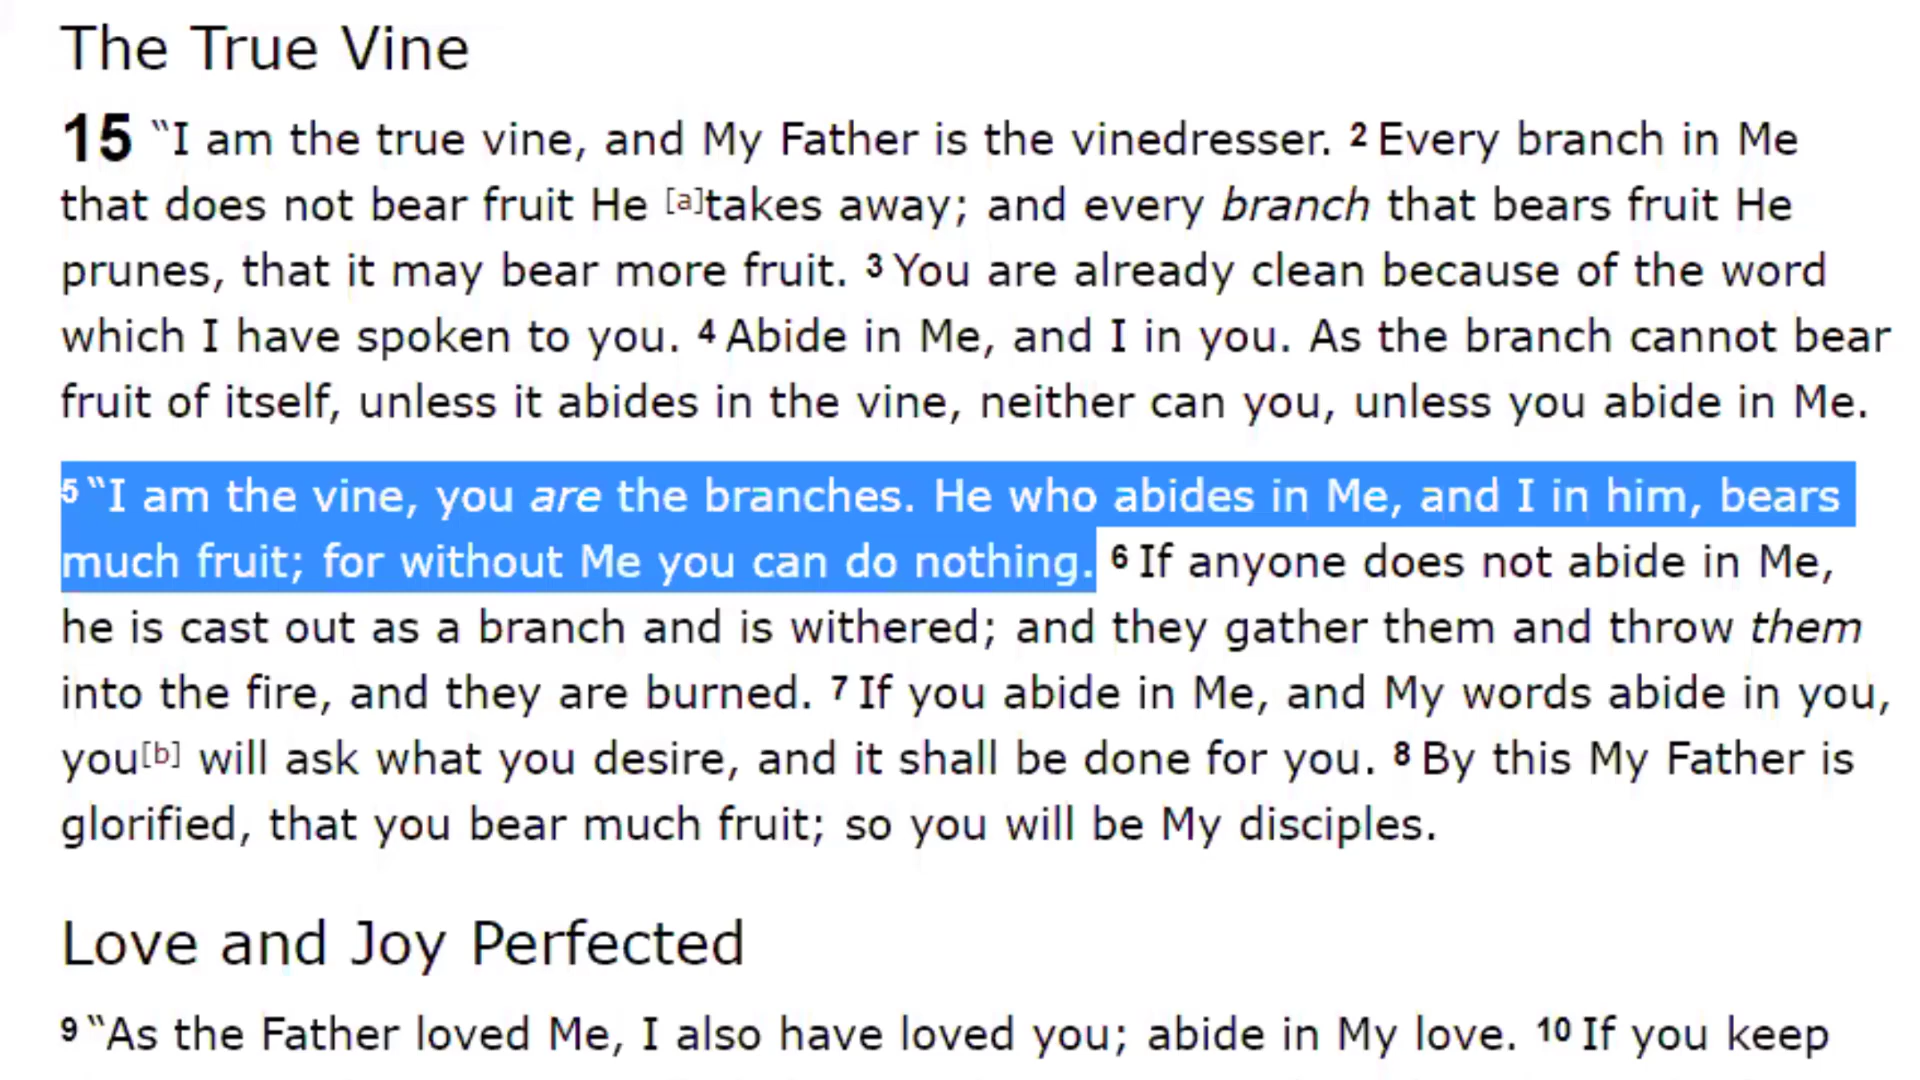 The True Vine
15 “I am the true vine, and My Father is the vinedresser. 2 Every branch in Me
that does not bear fruit He [a]takes away; and every branch that bears fruit He
prunes, that it may bear more fruit. 3 You are already clean because of the word
which I have spoken to you. 4 Abide in Me, and I in you. As the branch cannot bear
fruit of itself, unless it abides in the vine, neither can you, unless you abide in Me.
5 “I am the vine, you are the branches. He who abides in Me, and I in him, bears
much fruit; for without Me you can do nothing. 6 If anyone does not abide in Me,
he is cast out as a branch and is withered; and they gather them and throw them
into the fire, and they are burned. 7 If you abide in Me, and My words abide in you,
you[b] will ask what you desire, and it shall be done for you. 8 By this My Father is
glorified, that you bear much fruit; so you will be My disciples.
Love and Joy Perfected
9 “As the Father loved Me, I also have loved you; abide in My love. 10 If you keep